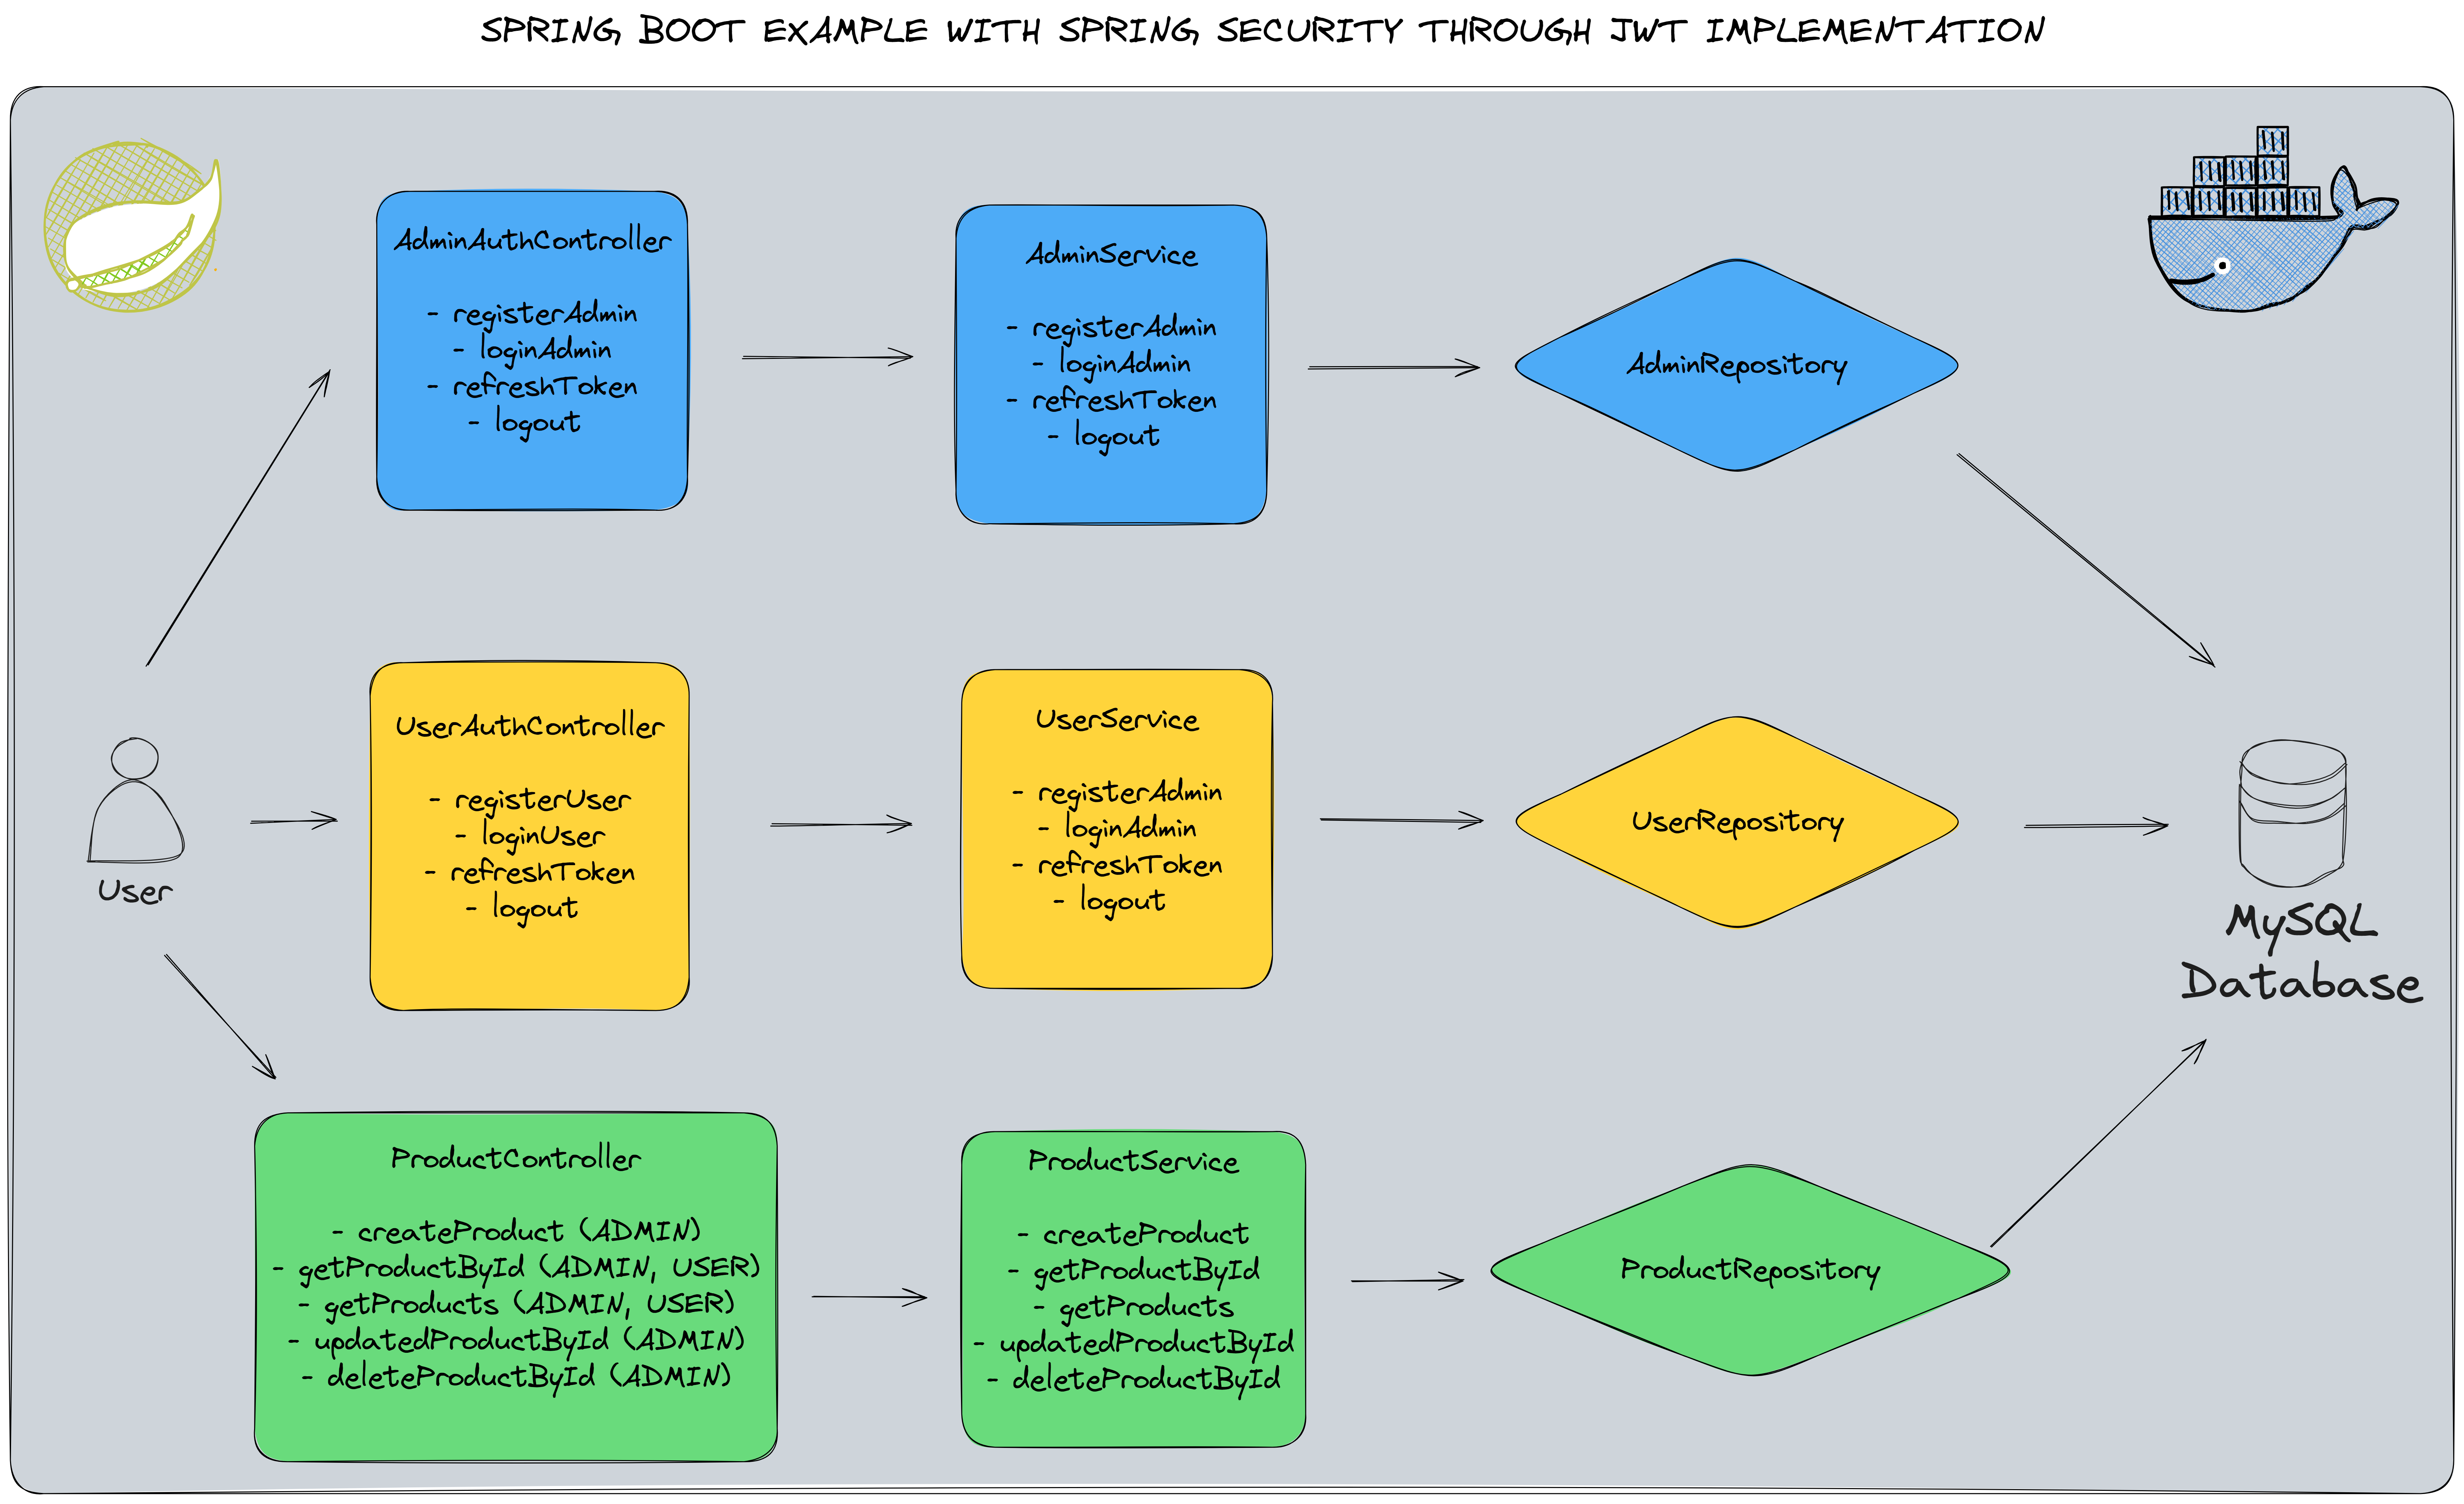 SPRING BOOT EXAMPLE WITH SPRING SECURITY THROUGH JWT IMPLEMENTATION
AdminAuthController
- registerAdmin
- loginAdmin
- refreshToken
- logout
AdminService
- registerAdmin
- loginAdmin
- refreshToken
- logout
AdminRepository
User
UserAuthController
- registerUser
- loginUser
- refreshToken
- logout
UserService
- registerAdmin
- loginAdmin
- refreshToken
- logout
UserRepository
MySQL
Database
ProductController
- createProduct (ADMIN)
- getProductById (ADMIN, USER)
- getProducts (ADMIN, USER)
- updatedProductById (ADMIN)
- deleteProductById (ADMIN)
ProductService
- createProduct
- getProductById
- getProducts
- updatedProductById
- deleteProductById
ProductRepository